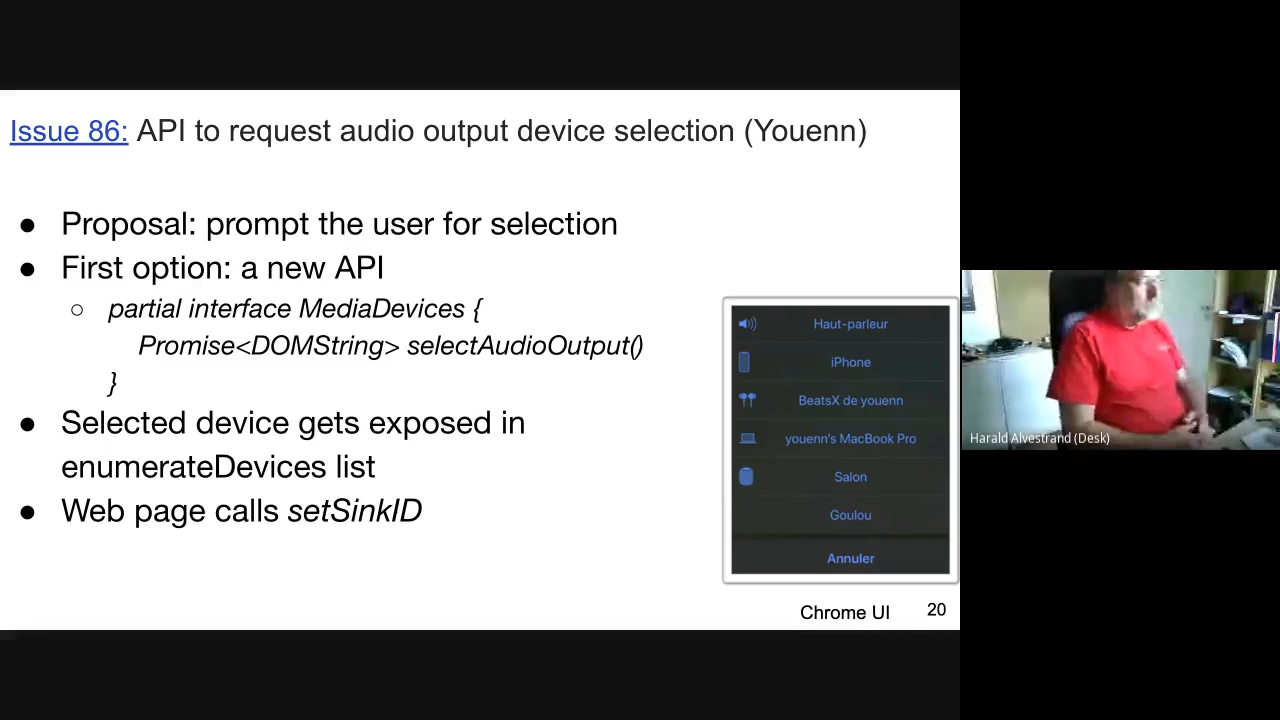 Issue 86: API to request audio output device selection (Youenn)
● Proposal: prompt the user for selection
● First option: a new API
○ partial interface MediaDevices {
Promise<DOMString> selectAudioOutput()
}
● Selected device gets exposed in
enumerateDevices list
● Web page calls setSinkID
Haut-parleur
iPhone
BeatsX de youenn
youenn's MacBook Pro
Salon
Goulou
Annuler
Chrome UI
20
Harald Alvestrand (Desk)